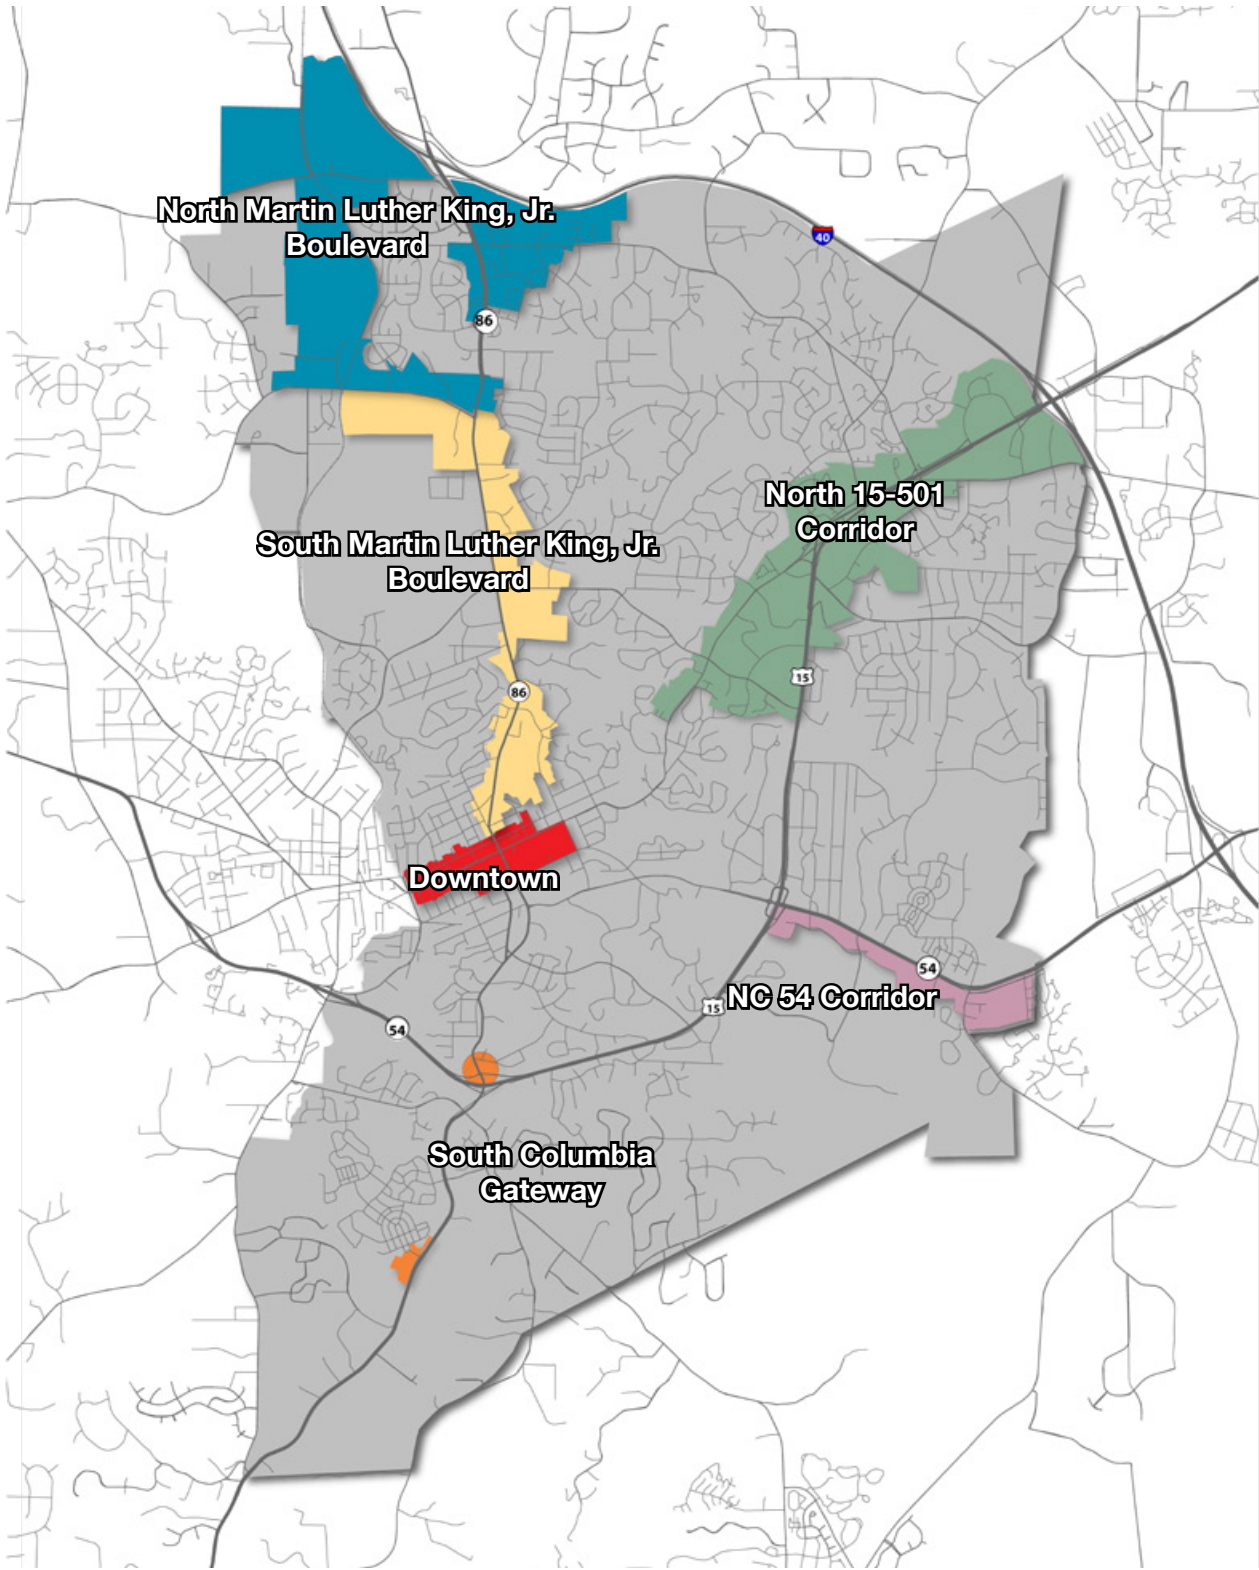 North Martin Luther King, Jr.
Boulevard
40
86
North 15-501
Corridor
South Martin Luther King, Jr.
Boulevard
15
86
Downtown
54
NC 54 Corridor
15
54
South Columbia
Gateway